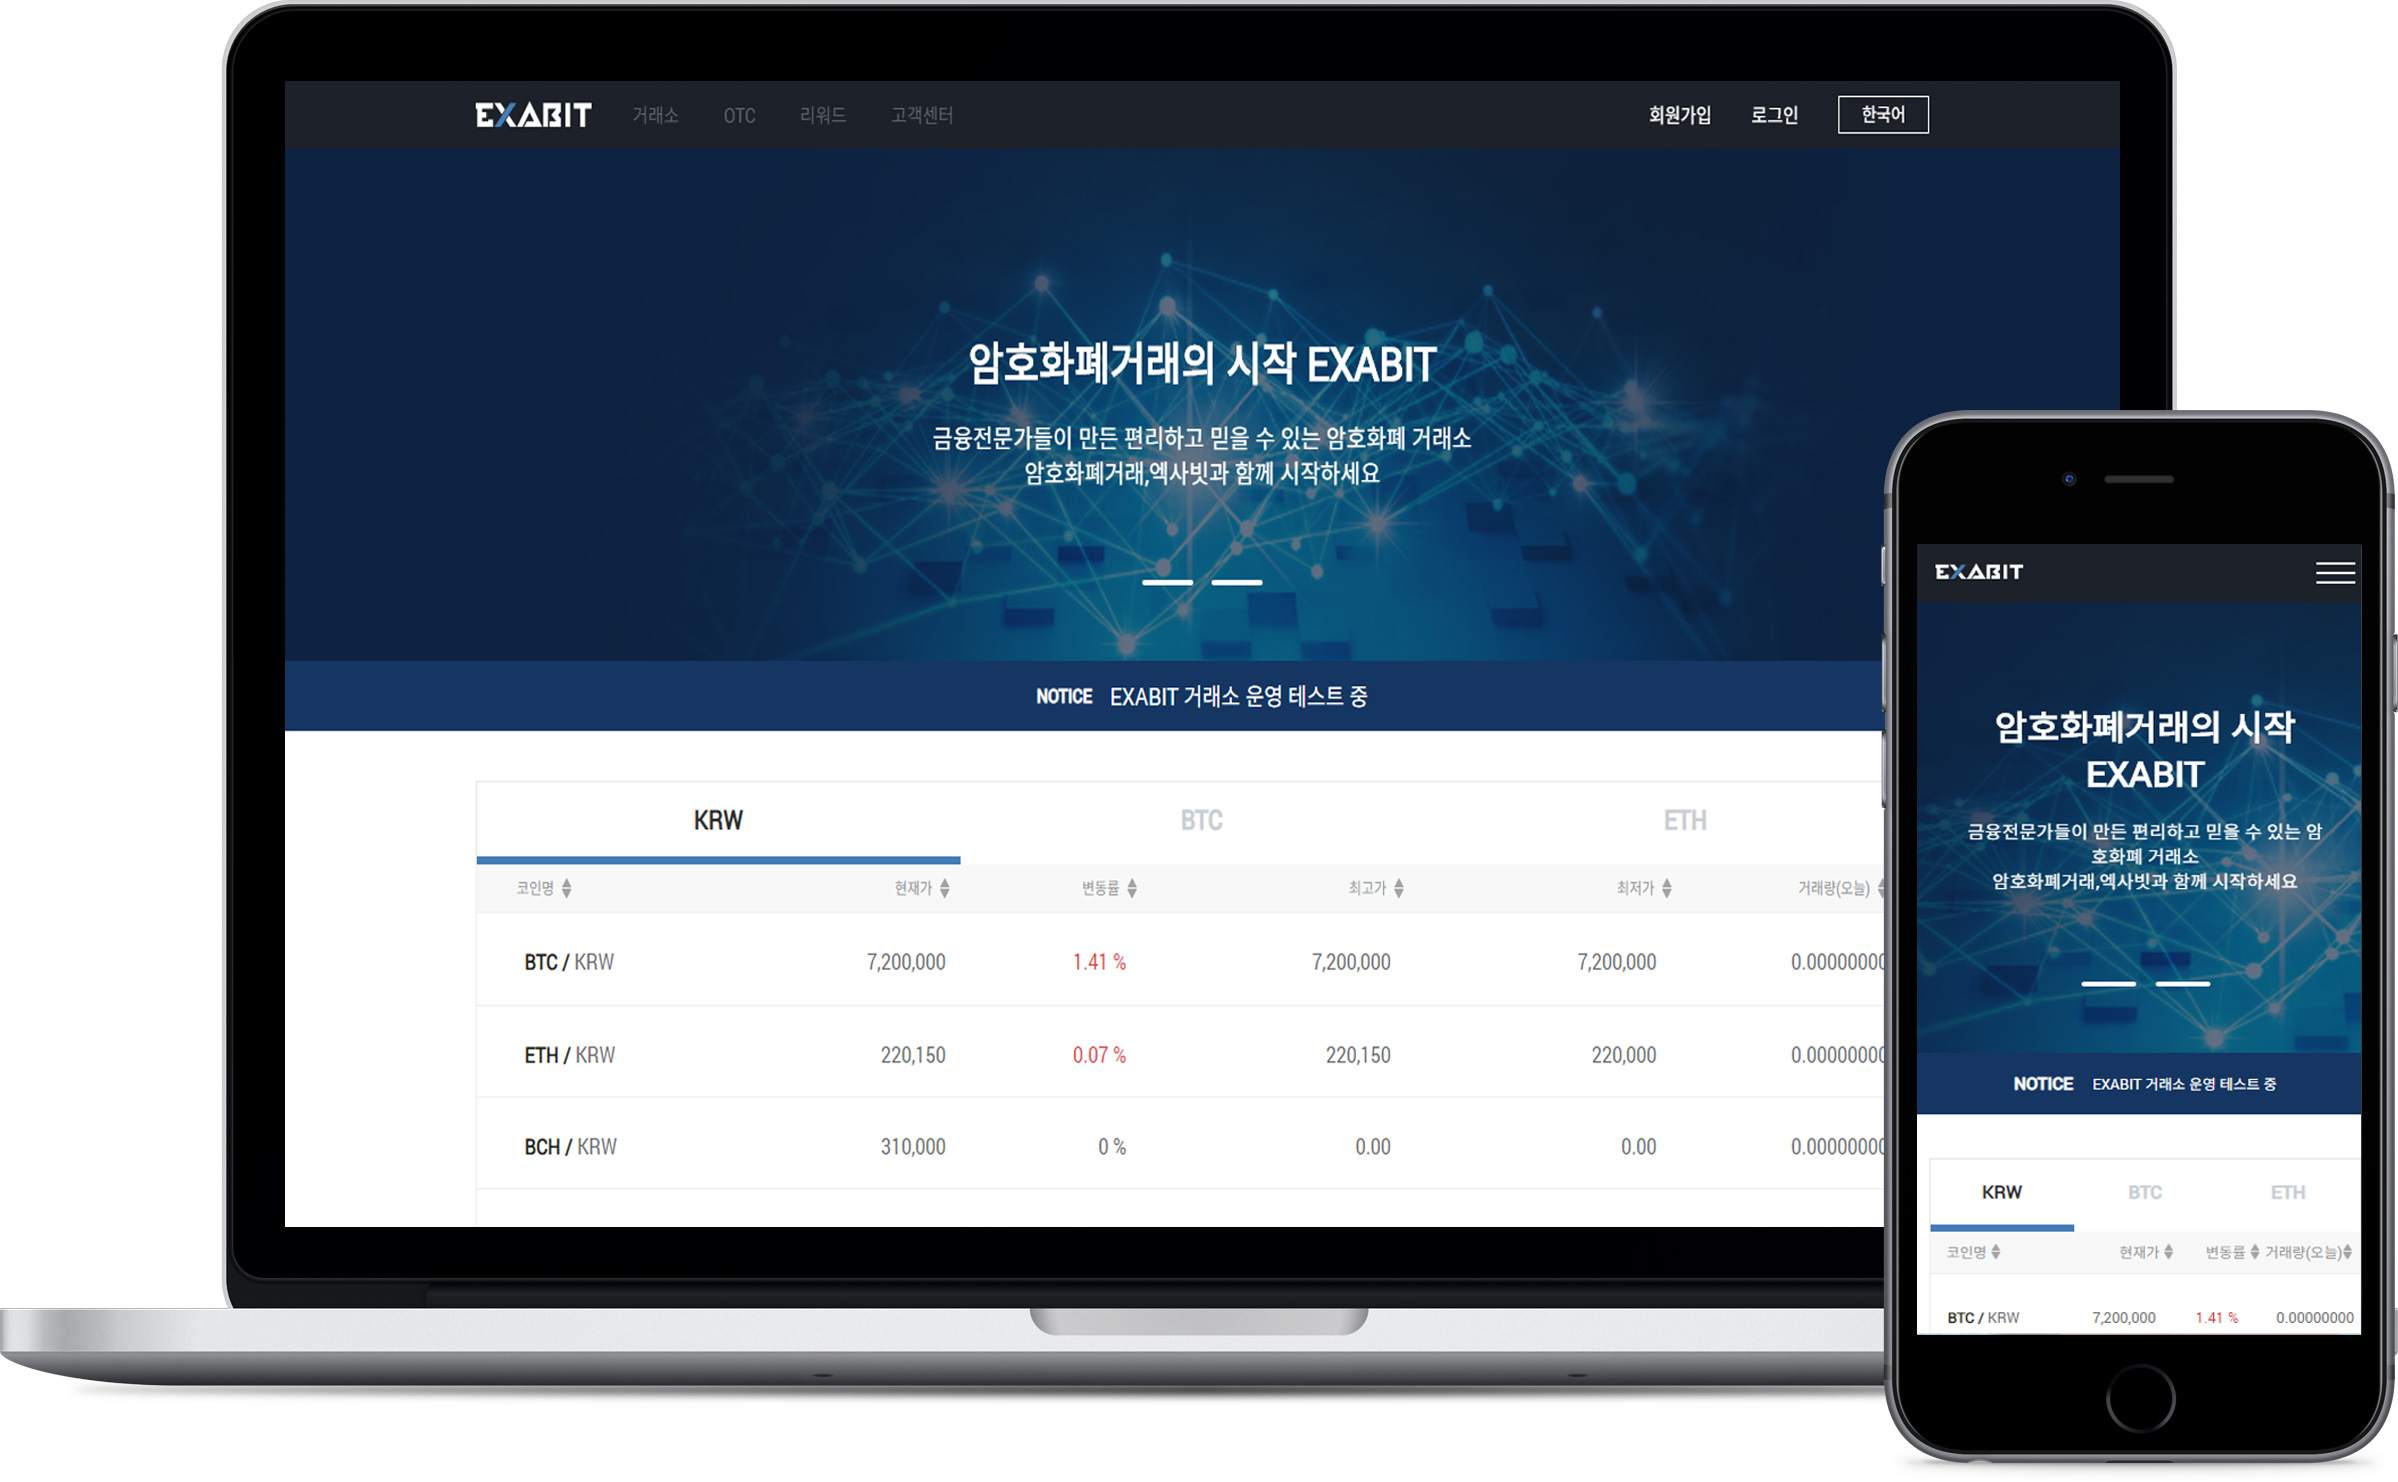 EXABIT 거래소 OTC 리워드 고객센터 회원가입 로그인 한국어
암호화폐거래의 시작 EXABIT
금융전문가들이 만든 편리하고 믿을 수 있는 암호화폐 거래소
암호화폐거래,엑사빗과 함께 시작하세요
NOTICE EXABIT 거래소 운영 테스트 중
KRW BTC ETH
코인명 현재가 변동률 최고가 최저가 거래량(오늘)
BTC / KRW 7,200,000 1.41 % 7,200,000 7,200,000 0.00000000
ETH / KRW 220,150 0.07 % 220,150 220,000 0.00000000
BCH / KRW 310,000 0 % 0.00 0.00 0.00000000
EXABIT
암호화폐거래의 시작
EXABIT
금융전문가들이 만든 편리하고 믿을 수 있는 암
호화폐 거래소
암호화폐거래,엑사빗과 함께 시작하세요
NOTICE EXABIT 거래소 운영 테스트 중
KRW BTC ETH
코인명 현재가 변동률 거래량(오늘)
BTC / KRW 7,200,000 1.41 % 0.00000000